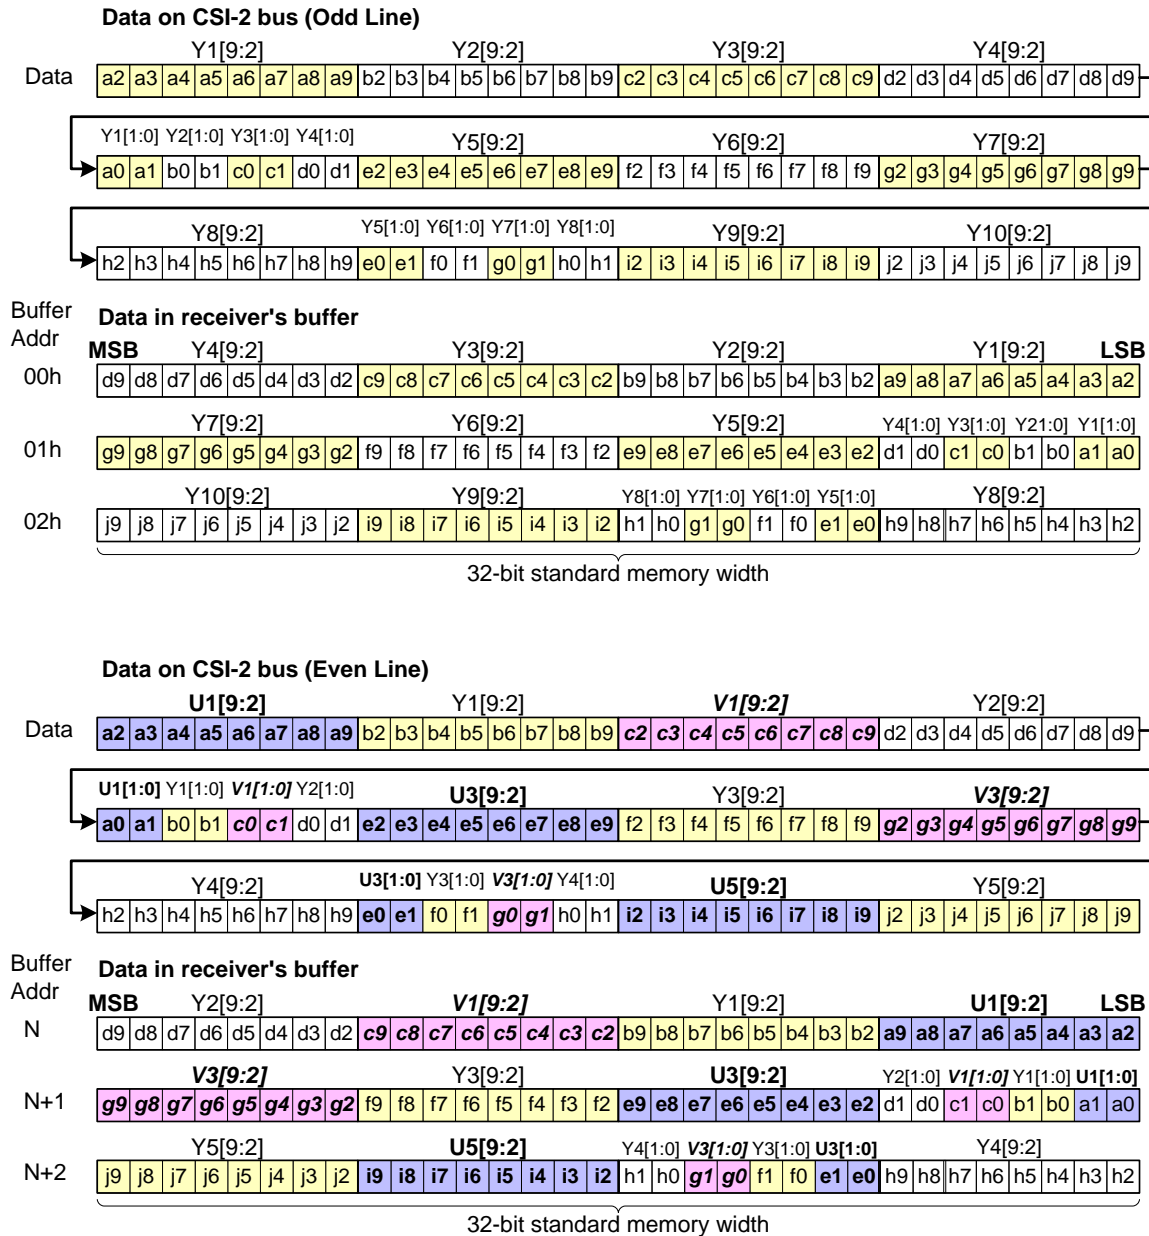 Data on CSI-2 bus (Odd Line)
Y1[9:2] Y2[9:2] Y3[9:2] Y4[9:2]
Data a2 a3 a4 a5 a6 a7 a8 a9 b2 b3 b4 b5 b6 b7 b8 b9 c2 c3 c4 c5 c6 c7 c8 c9 d2 d3 d4 d5 d6 d7 d8 d9
Y1[1:0] Y2[1:0] Y3[1:0] Y4[1:0] Y5[9:2] Y6[9:2] Y7[9:2]
a0 a1 b0 b1 c0 c1 d0 d1 e2 e3 e4 e5 e6 e7 e8 e9 f2 f3 f4 f5 f6 f7 f8 f9 g2 g3 g4 g5 g6 g7 g8 g9
Y8[9:2] Y5[1:0] Y6[1:0] Y7[1:0] Y8[1:0] Y9[9:2] Y10[9:2]
h2 h3 h4 h5 h6 h7 h8 h9 e0 e1 f0 f1 g0 g1 h0 h1 i2 i3 i4 i5 i6 i7 i8 i9 j2 j3 j4 j5 j6 j7 j8 j9
Buffer
Addr
Data in receiver's buffer
MSB Y4[9:2] Y3[9:2] Y2[9:2] Y1[9:2] LSB
00h d9 d8 d7 d6 d5 d4 d3 d2 c9 c8 c7 c6 c5 c4 c3 c2 b9 b8 b7 b6 b5 b4 b3 b2 a9 a8 a7 a6 a5 a4 a3 a2
Y7[9:2] Y6[9:2] Y5[9:2] Y4[1:0] Y3[1:0] Y21:0] Y1[1:0]
01h g9 g8 g7 g6 g5 g4 g3 g2 f9 f8 f7 f6 f5 f4 f3 f2 e9 e8 e7 e6 e5 e4 e3 e2 d1 d0 c1 c0 b1 b0 a1 a0
Y10[9:2] Y9[9:2] Y8[1:0] Y7[1:0] Y6[1:0] Y5[1:0] Y8[9:2]
02h j9 j8 j7 j6 j5 j4 j3 j2 i9 i8 i7 i6 i5 i4 i3 i2 h1 h0 g1 g0 f1 f0 e1 e0 h9 h8 h7 h6 h5 h4 h3 h2
32-bit standard memory width
Data on CSI-2 bus (Even Line)
U1[9:2] Y1[9:2] V1[9:2] Y2[9:2]
Data a2 a3 a4 a5 a6 a7 a8 a9 b2 b3 b4 b5 b6 b7 b8 b9 c2 c3 c4 c5 c6 c7 c8 c9 d2 d3 d4 d5 d6 d7 d8 d9
U1[1:0] Y1[1:0] V1[1:0] Y2[1:0] U3[9:2] Y3[9:2] V3[9:2]
a0 a1 b0 b1 c0 c1 d0 d1 e2 e3 e4 e5 e6 e7 e8 e9 f2 f3 f4 f5 f6 f7 f8 f9 g2 g3 g4 g5 g6 g7 g8 g9
Y4[9:2] U3[1:0] Y3[1:0] V3[1:0] Y4[1:0] U5[9:2] Y5[9:2]
h2 h3 h4 h5 h6 h7 h8 h9 e0 e1 f0 f1 g0 g1 h0 h1 i2 i3 i4 i5 i6 i7 i8 i9 j2 j3 j4 j5 j6 j7 j8 j9
Buffer
Addr
Data in receiver's buffer
MSB Y2[9:2] V1[9:2] Y1[9:2] U1[9:2] LSB
N d9 d8 d7 d6 d5 d4 d3 d2 c9 c8 c7 c6 c5 c4 c3 c2 b9 b8 b7 b6 b5 b4 b3 b2 a9 a8 a7 a6 a5 a4 a3 a2
V3[9:2] Y3[9:2] U3[9:2] Y2[1:0] V1[1:0] Y1[1:0] U1[1:0]
N+1 g9 g8 g7 g6 g5 g4 g3 g2 f9 f8 f7 f6 f5 f4 f3 f2 e9 e8 e7 e6 e5 e4 e3 e2 d1 d0 c1 c0 b1 b0 a1 a0
Y5[9:2] U5[9:2] Y4[1:0] V3[1:0] Y3[1:0] U3[1:0] Y4[9:2]
N+2 j9 j8 j7 j6 j5 j4 j3 j2 i9 i8 i7 i6 i5 i4 i3 i2 h1 h0 g1 g0 f1 f0 e1 e0 h9 h8 h7 h6 h5 h4 h3 h2
32-bit standard memory width